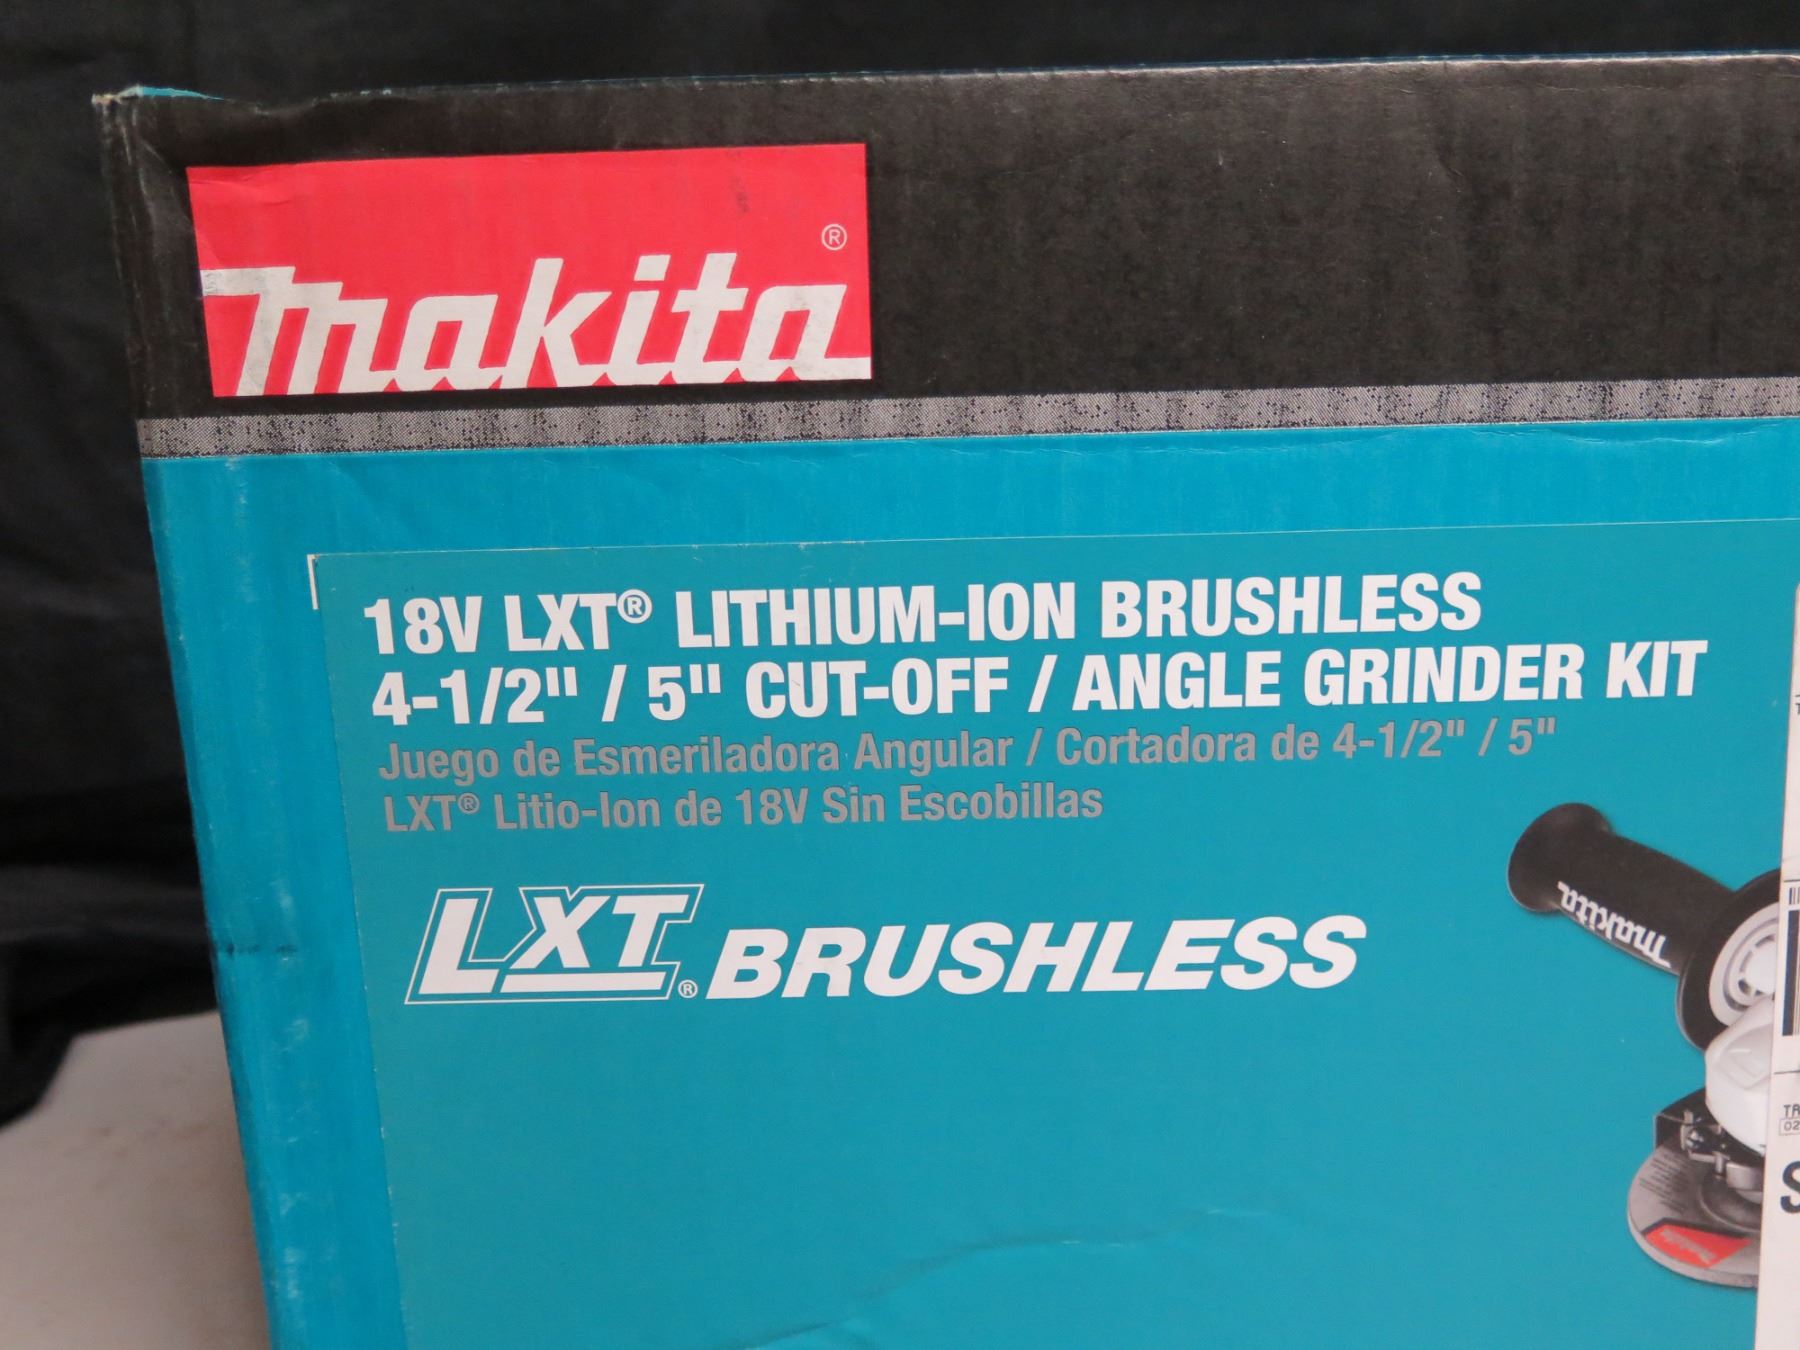 makita®
18V LXT® LITHIUM-ION BRUSHLESS
4-1/2" / 5" CUT-OFF / ANGLE GRINDER KIT
Juego de Esmeriladora Angular / Cortadora de 4-1/2" / 5"
LXT® Litio-Ion de 18V Sin Escobillas
LXT® BRUSHLESS
makita
makita